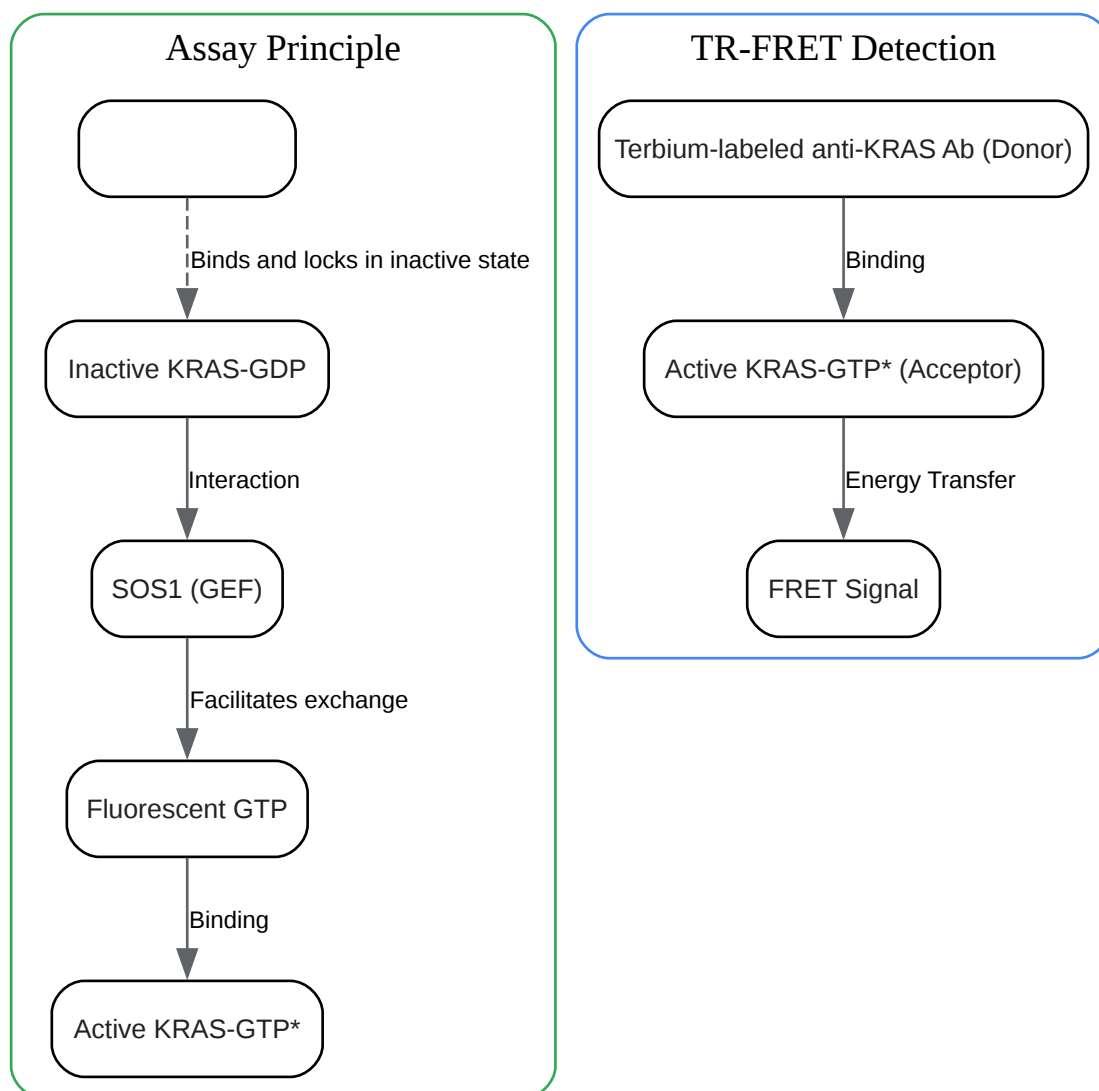 Assay Principle
Binds and locks in inactive state
Inactive KRAS-GDP
Interaction
SOS1 (GEF)
Facilitates exchange
Fluorescent GTP
Binding
Active KRAS-GTP*
TR-FRET Detection
Terbium-labeled anti-KRAS Ab (Donor)
Binding
Active KRAS-GTP* (Acceptor)
Energy Transfer
FRET Signal